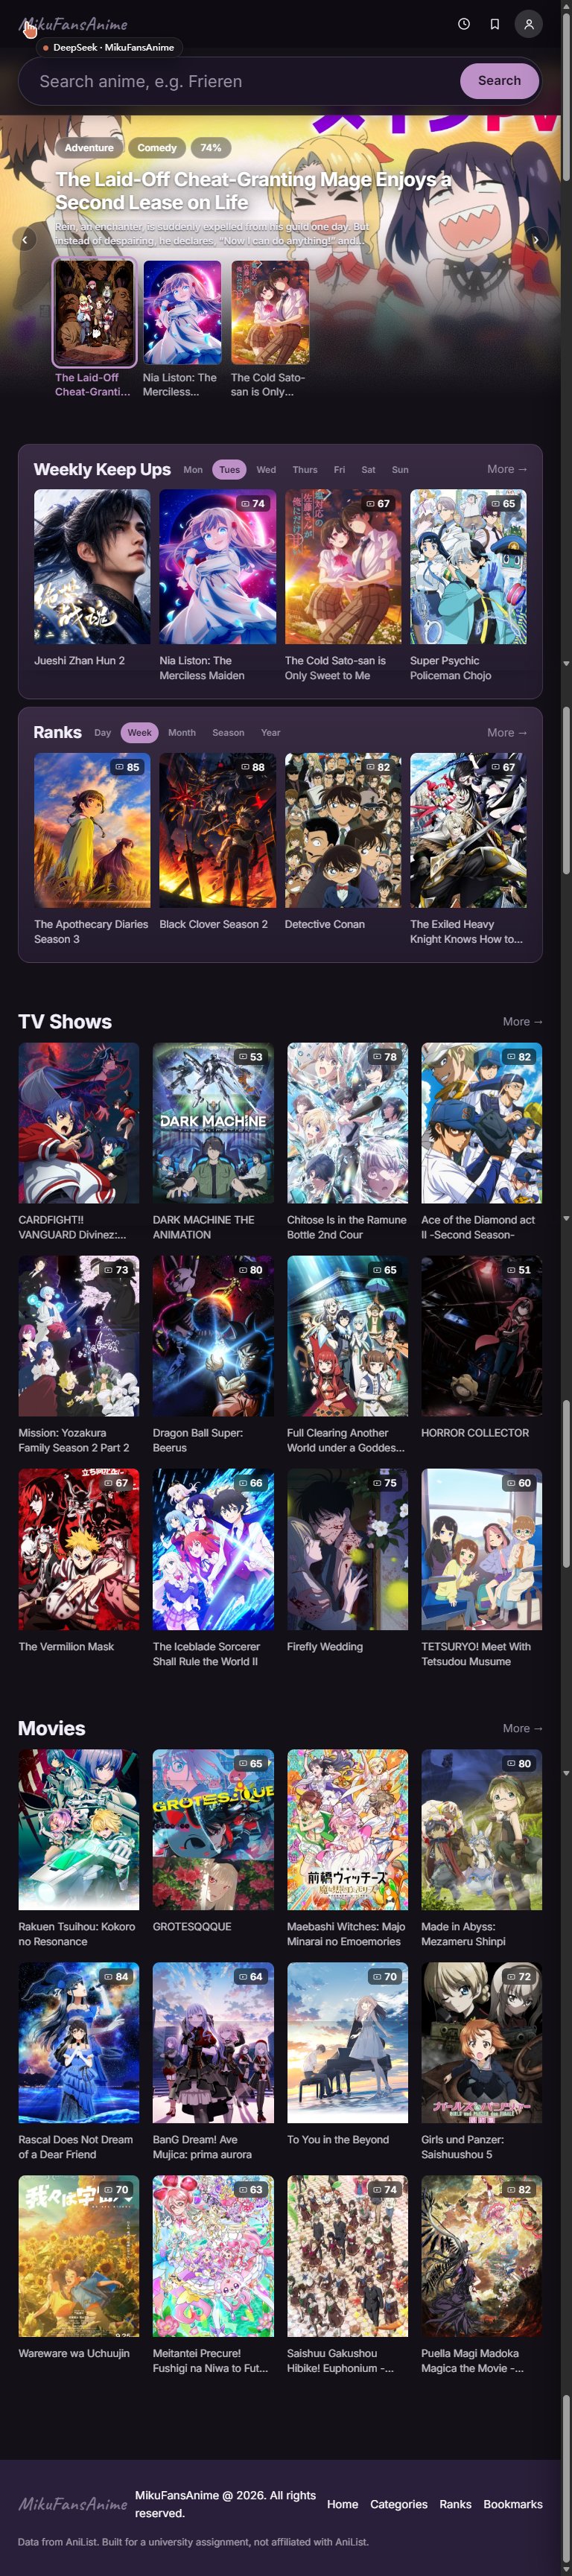 MikuFansAnime
DeepSeek · MikuFansAnime
Search anime, e.g. Frieren
Search
Adventure
Comedy
74%
The Laid-Off Cheat-Granting Mage Enjoys a
Second Lease on Life
Rein, an enchanter, is suddenly expelled from his guild one day. But
instead of despairing, he declares, "Now I can do anything!" and...
The Laid-Off
Cheat-Granti...
Nia Liston: The
Merciless...
The Cold Sato-
san is Only...
Weekly Keep Ups
Mon
Tues
Wed
Thurs
Fri
Sat
Sun
More →
74
67
65
Jueshi Zhan Hun 2
Nia Liston: The
Merciless Maiden
The Cold Sato-san is
Only Sweet to Me
Super Psychic
Policeman Chojo
Ranks
Day
Week
Month
Season
Year
More →
85
88
82
67
The Apothecary Diaries
Season 3
Black Clover Season 2
Detective Conan
The Exiled Heavy
Knight Knows How to...
TV Shows
More →
53
DARK MACHINE
78
82
CARDFIGHT!!
VANGUARD Divinez:...
DARK MACHINE THE
ANIMATION
Chitose Is in the Ramune
Bottle 2nd Cour
Ace of the Diamond act
II -Second Season-
73
80
65
51
Mission: Yozakura
Family Season 2 Part 2
Dragon Ball Super:
Beerus
Full Clearing Another
World under a Goddes...
HORROR COLLECTOR
67
66
75
60
The Vermilion Mask
The Iceblade Sorcerer
Shall Rule the World II
Firefly Wedding
TETSURYO! Meet With
Tetsudou Musume
Movies
More →
65
80
前橋ウィッチーズ
Rakuen Tsuihou: Kokoro
no Resonance
GROTESQQQUE
Maebashi Witches: Majo
Minarai no Emoemories
Made in Abyss:
Mezameru Shinpi
84
64
70
72
Rascal Does Not Dream
of a Dear Friend
BanG Dream! Ave
Mujica: prima aurora
To You in the Beyond
Girls und Panzer:
Saishuushou 5
70
63
74
82
Wareware wa Uchuujin
Meitantei Precure!
Fushigi na Niwa to Fut...
Saishuu Gakushou
Hibike! Euphonium -...
Puella Magi Madoka
Magica the Movie -...
MikuFansAnime
MikuFansAnime @ 2026. All rights
reserved.
Home
Categories
Ranks
Bookmarks
Data from AniList. Built for a university assignment, not affiliated with AniList.